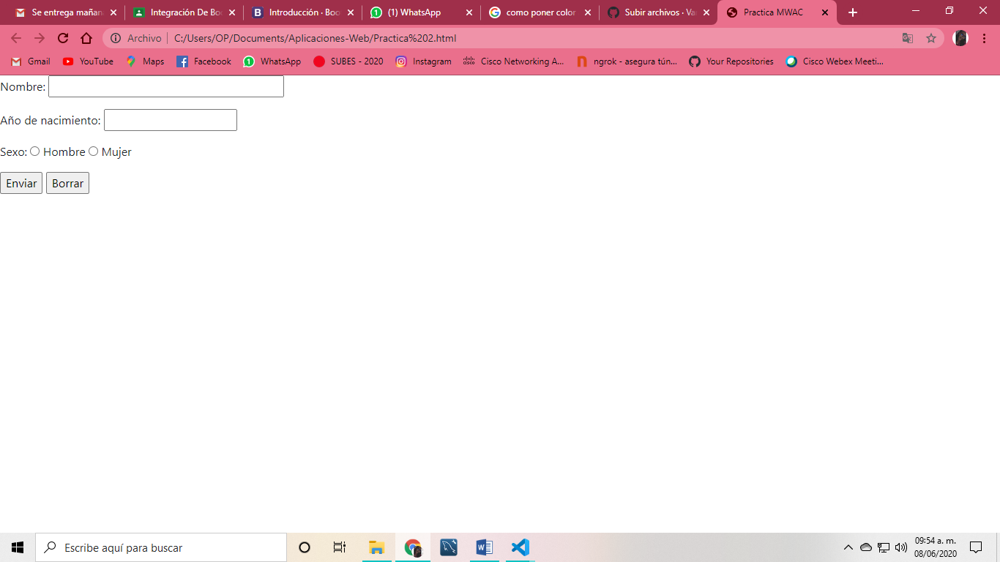 Se entrega mañan
Integración De Boo
Introducción · Boo
(1) WhatsApp
como poner color
Subir archivos · Va
Practica MWAC
Archivo
C:/Users/OP/Documents/Aplicaciones-Web/Practica%202.html
Gmail
YouTube
Maps
Facebook
WhatsApp
SUBES - 2020
Instagram
Cisco Networking A...
ngrok - asegura tún...
Your Repositories
Cisco Webex Meeti...
Nombre:
Año de nacimiento:
Sexo: Hombre Mujer
Enviar Borrar
Escribe aquí para buscar
09:54 a. m.
08/06/2020